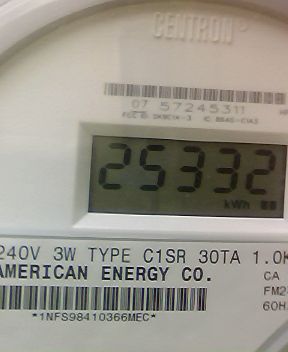 CENTRON®
07 57245311
25332
kWh
240V 3W TYPE C1SR 30TA 1.0K
AMERICAN ENERGY CO.
CA
FM2
60H
*1NFS98410366MEC*